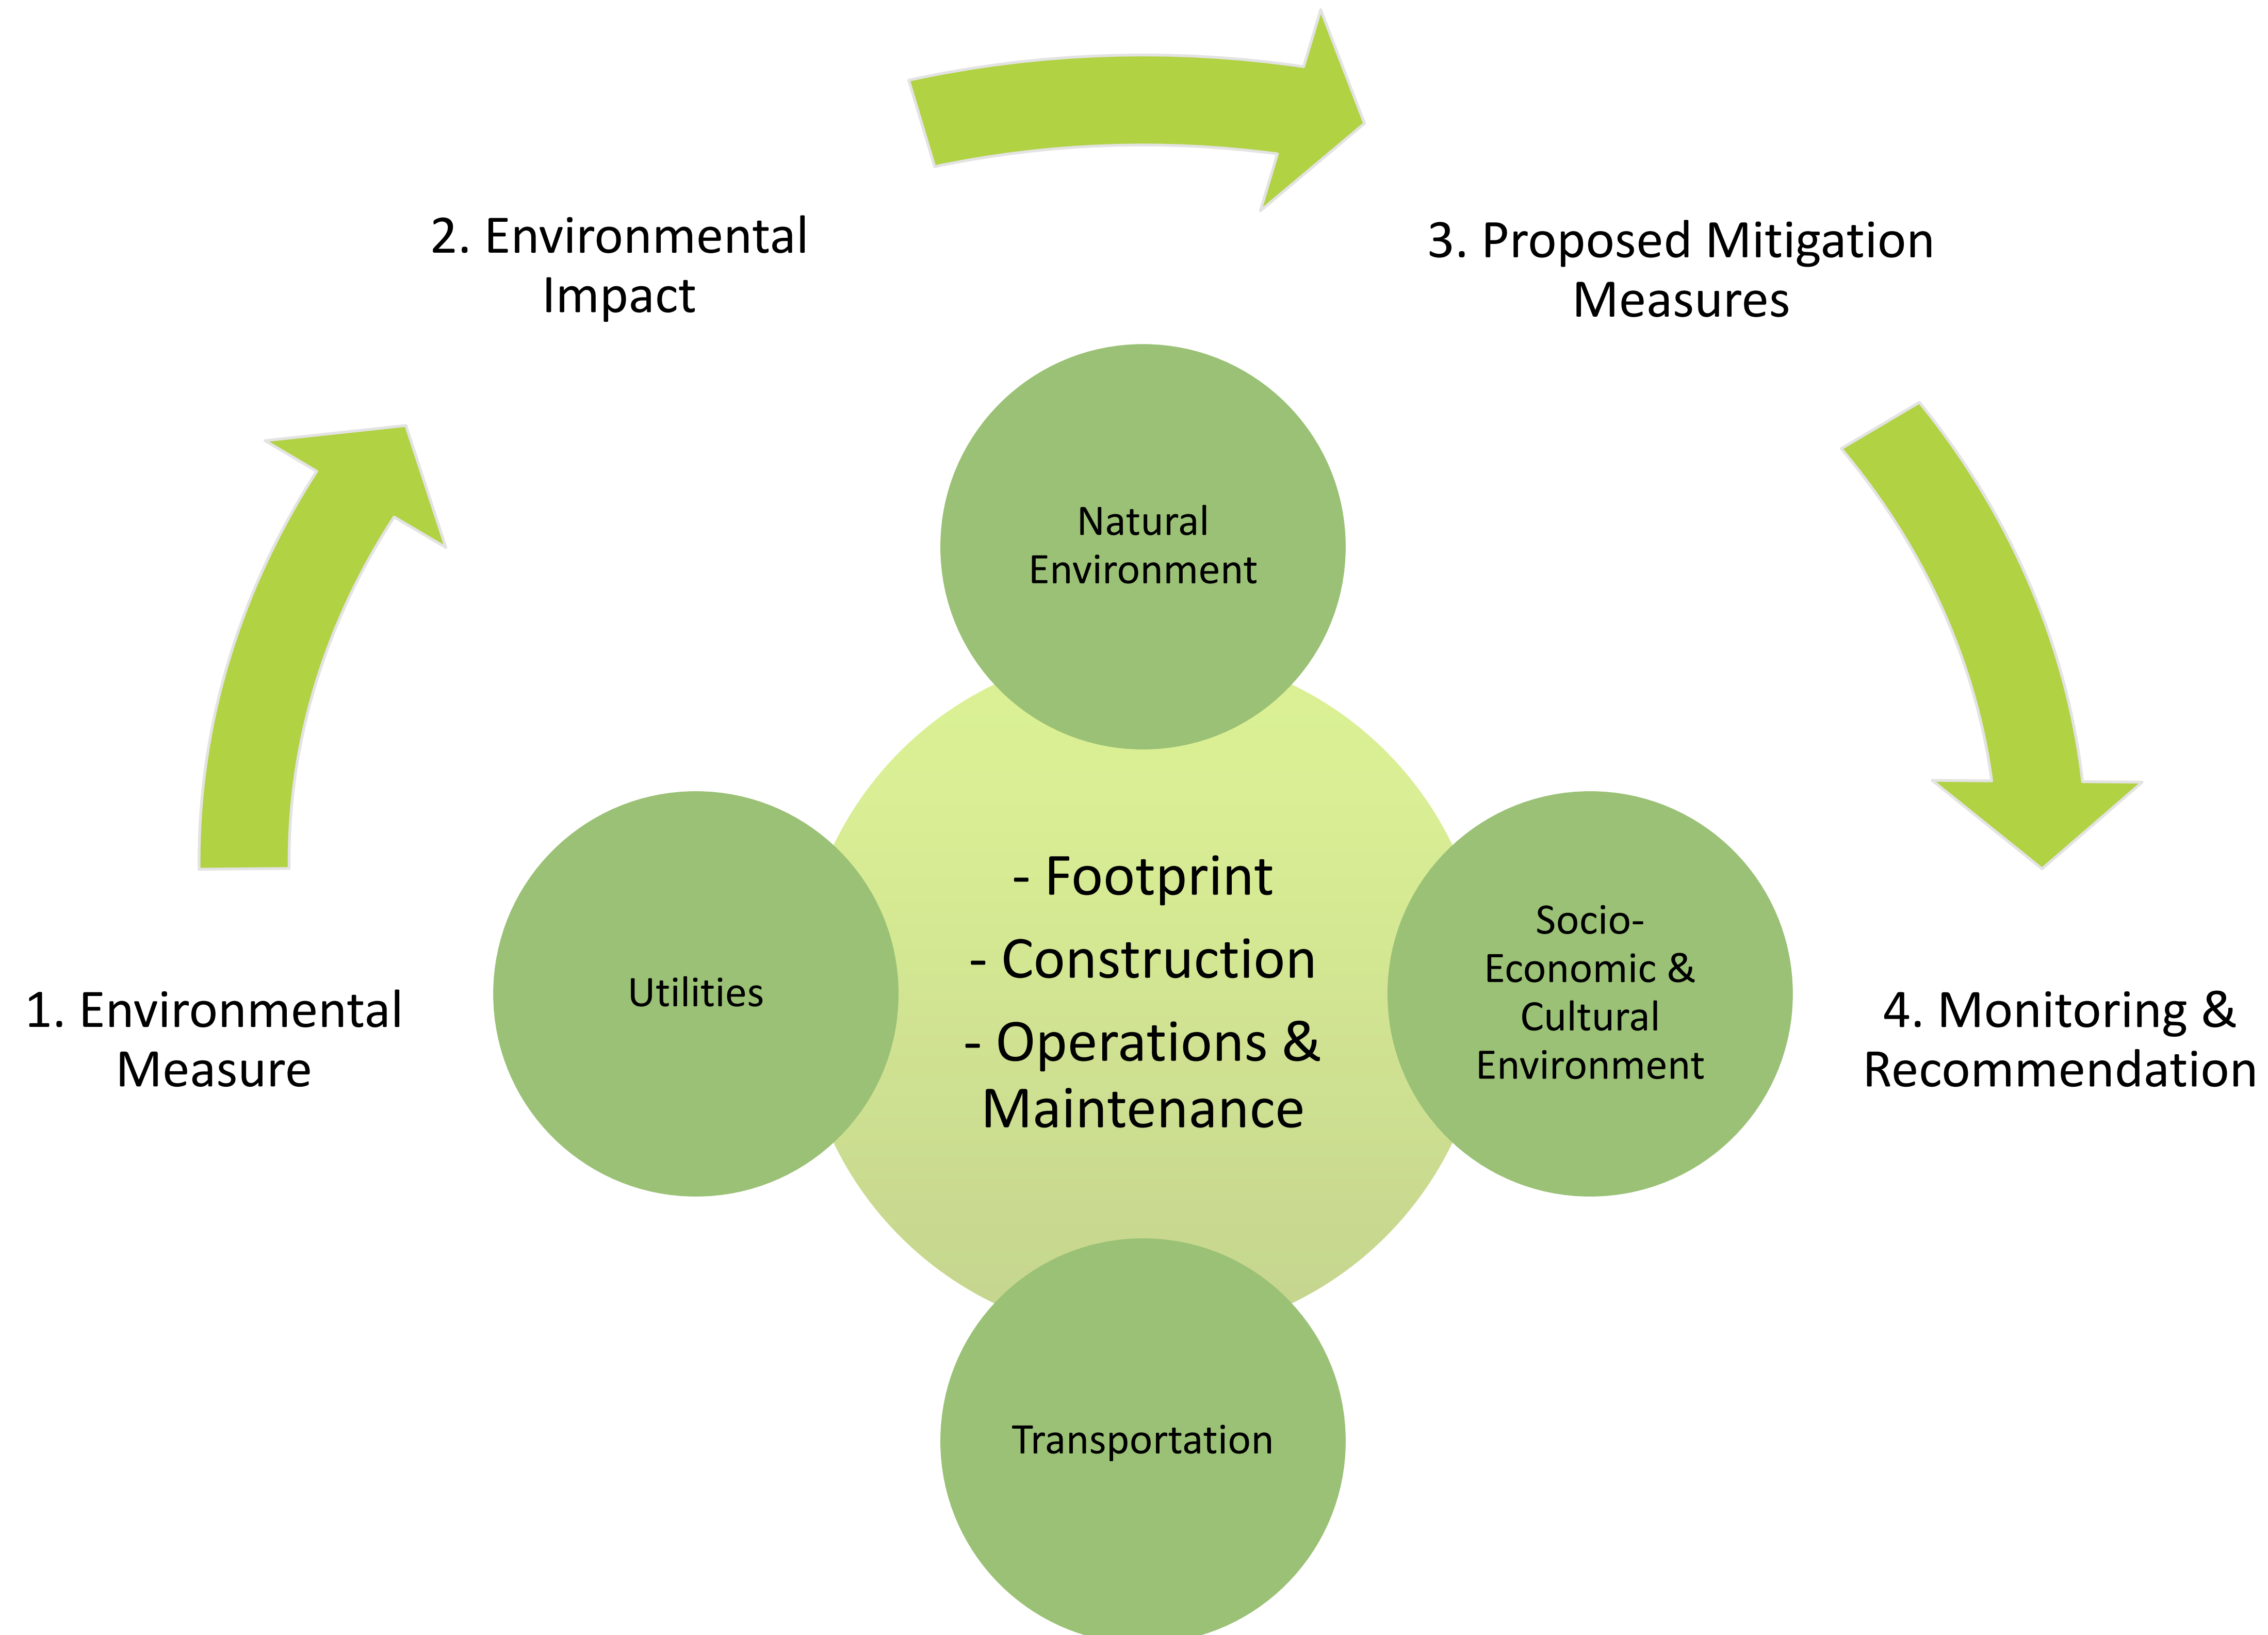 2. Environmental
Impact
3. Proposed Mitigation
Measures
Natural
Environment
- Footprint
- Construction
- Operations &
Maintenance
Utilities
Socio-
Economic &
Cultural
Environment
1. Environmental
Measure
4. Monitoring &
Recommendation
Transportation